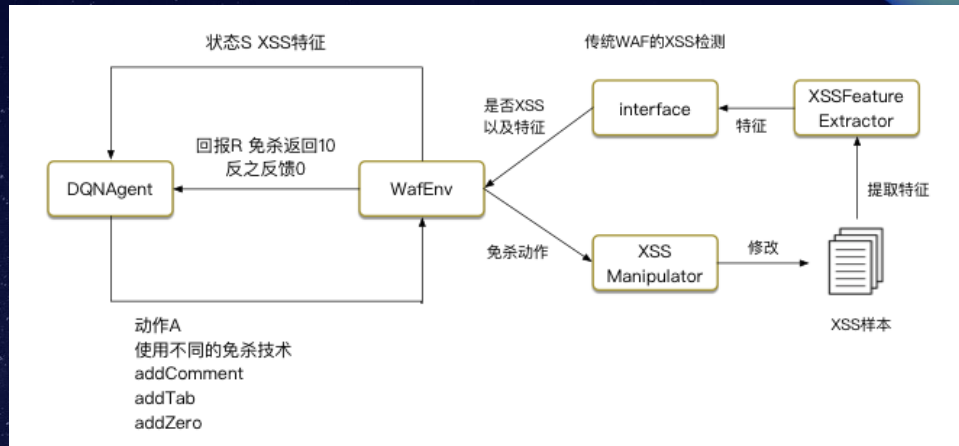 状态S XSS特征
传统WAF的XSS检测
回报R 免杀返回10
反之反馈0
DQNAgent
WafEnv
是否XSS
以及特征
interface
特征
XSSFeature
Extractor
提取特征
免杀动作
XSS
Manipulator
修改
XSS样本
动作A
使用不同的免杀技术
addComment
addTab
addZero